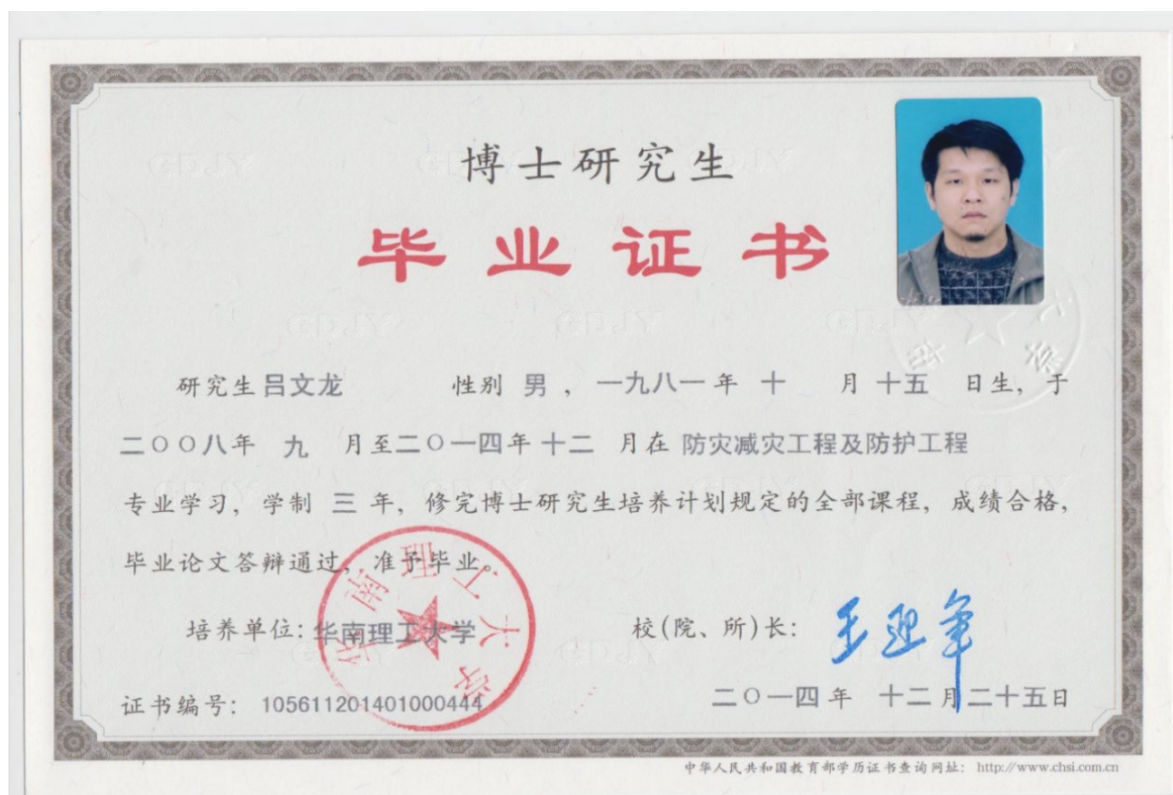 博士研究生
毕业证书
研究生 吕文龙 性别 男 ，一九八一 年 十 月 十五 日生，于
二〇〇八年 九 月至二〇一四年 十二 月在 防灾减灾工程及防护工程
专业学习，学制 三 年，修完博士研究生培养计划规定的全部课程，成绩合格，
毕业论文答辩通过，准予毕业。
培养单位：华南理工大学 校(院、所)长：王迎军
华南理工大学
证书编号：105611201401000444 二〇一四年 十二月二十五日
中华人民共和国教育部学历证书查询网址：http://www.chsi.com.cn